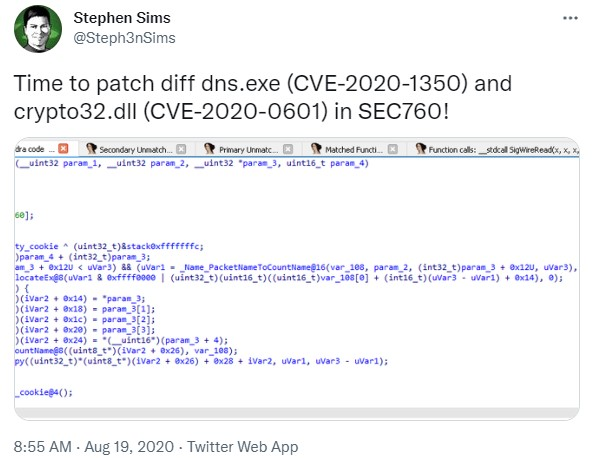 Stephen Sims
@Steph3nSims
Time to patch diff dns.exe (CVE-2020-1350) and
crypto32.dll (CVE-2020-0601) in SEC760!
dra code ... Secondary Unmatch... Primary Unmatc... Matched Functi... Function calls: __stdcall SigWireRead(x, x, x,
(__uint32 param_1, __uint32 param_2, __uint32 *param_3, uint16_t param_4)
60];
ty_cookie ^ (uint32_t)&stack0xfffffffc;
)param_4 + (int32_t)param_3;
am_3 + 0x12U < uVar3) && (uVar1 = _Name_PacketNameToCountName@16(var_108, param_2, (int32_t)param_3 + 0x12U, uVar3),
locateEx@8(uVar1 & 0xffff0000 | (uint32_t)(uint16_t)((uint16_t)var_108[0] + (int16_t)(uVar3 - uVar1) + 0x14), 0);
) {
)(iVar2 + 0x14) = *param_3;
)(iVar2 + 0x18) = param_3[1];
)(iVar2 + 0x1c) = param_3[2];
)(iVar2 + 0x20) = param_3[3];
)(iVar2 + 0x24) = *(__uint16*)(param_3 + 4);
ountName@8((uint8_t*)(iVar2 + 0x26), var_108);
py((uint32_t)*(uint8_t*)(iVar2 + 0x26) + 0x28 + iVar2, uVar1, uVar3 - uVar1);
_cookie@4();
8:55 AM · Aug 19, 2020 · Twitter Web App